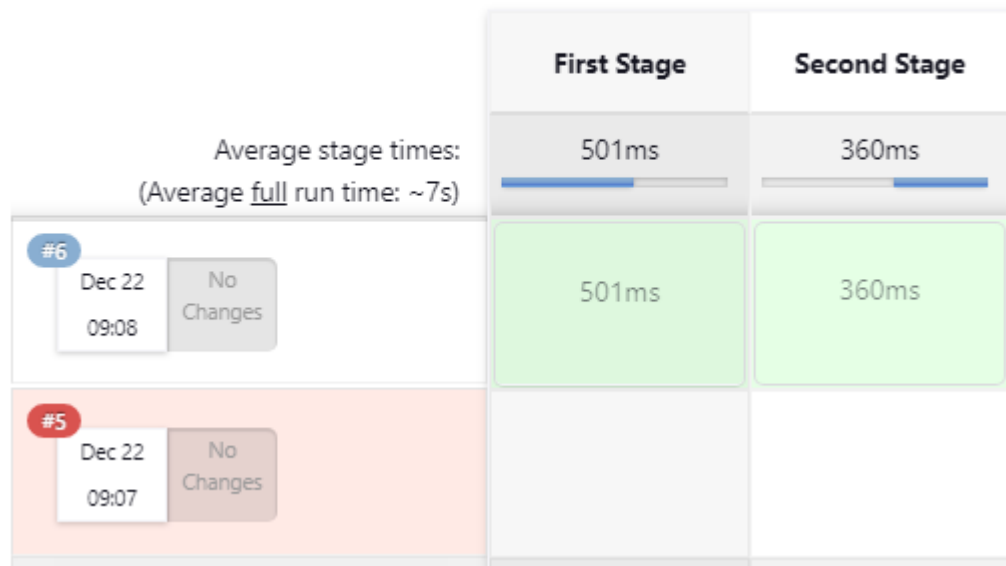 First Stage
Second Stage
Average stage times:
(Average full run time: ~7s)
501ms
360ms
#6
Dec 22
09:08
No
Changes
501ms
360ms
#5
Dec 22
09:07
No
Changes